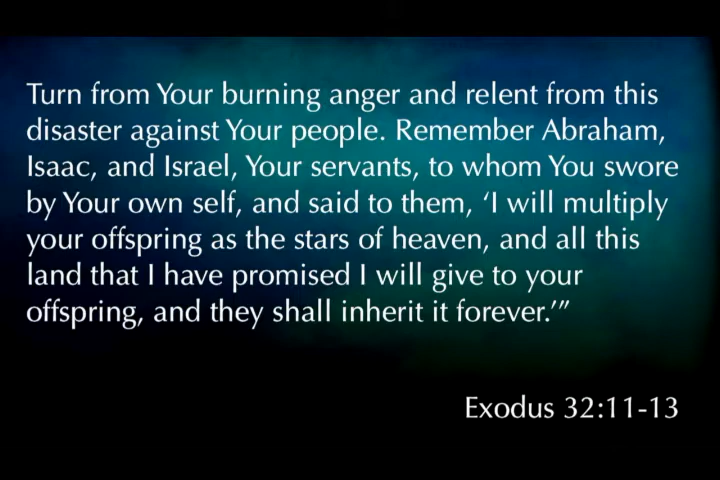 Turn from Your burning anger and relent from this
disaster against Your people. Remember Abraham,
Isaac, and Israel, Your servants, to whom You swore
by Your own self, and said to them, ‘I will multiply
your offspring as the stars of heaven, and all this
land that I have promised I will give to your
offspring, and they shall inherit it forever.’”
Exodus 32:11-13